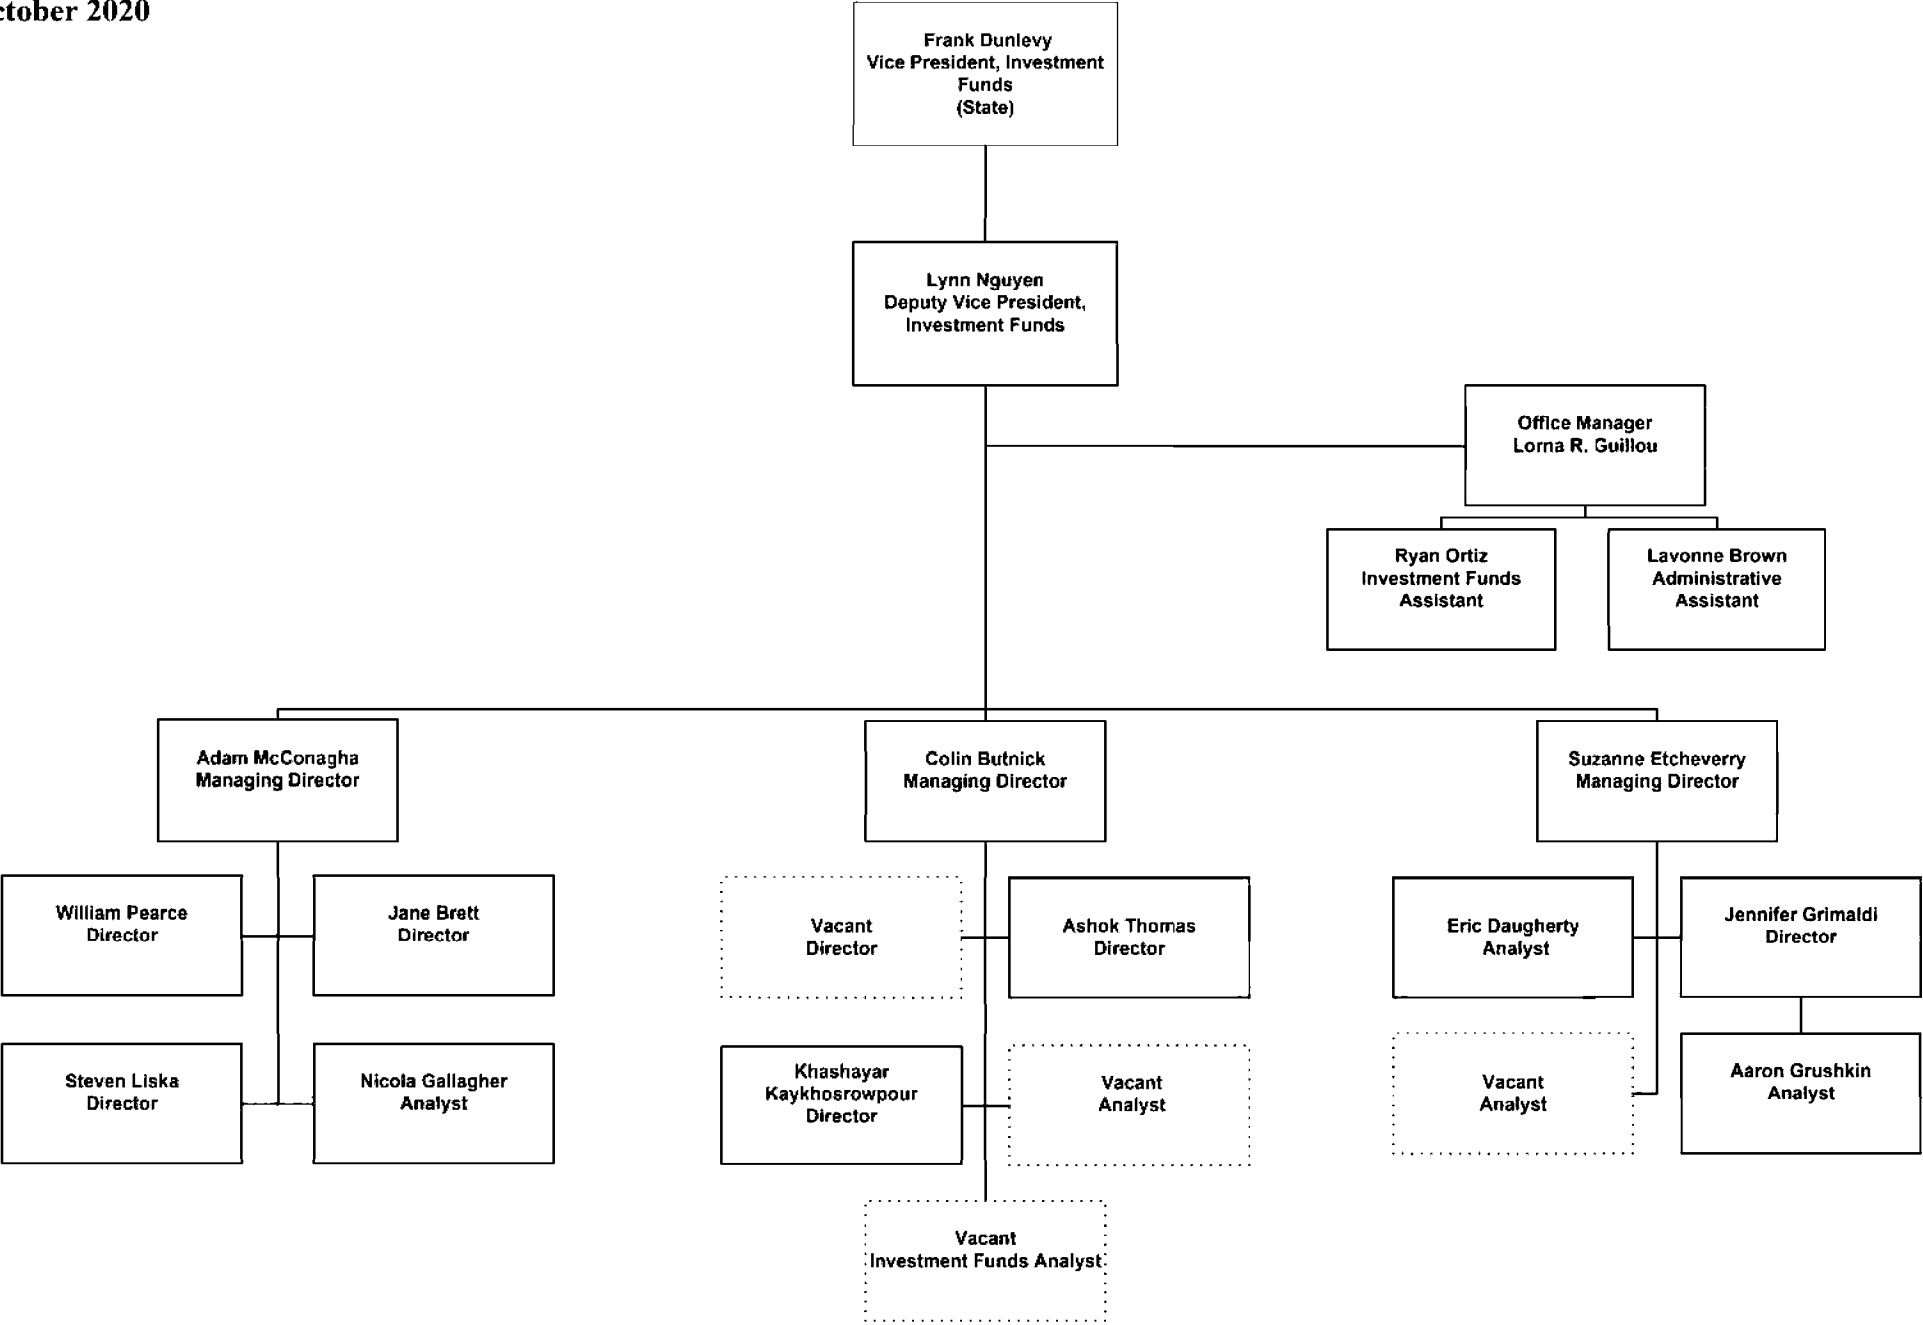 ctober 2020
Frank Dunlevy
Vice President, Investment
Funds
(State)
Lynn Nguyen
Deputy Vice President,
Investment Funds
Office Manager
Lorna R. Guillou
Ryan Ortiz
Investment Funds
Assistant
Lavonne Brown
Administrative
Assistant
Adam McConagha
Managing Director
Colin Butnick
Managing Director
Suzanne Etcheverry
Managing Director
William Pearce
Director
Jane Brett
Director
Vacant
Director
Ashok Thomas
Director
Eric Daugherty
Analyst
Jennifer Grimaldi
Director
Steven Liska
Director
Nicola Gallagher
Analyst
Khashayar
Kaykhosrowpour
Director
Vacant
Analyst
Vacant
Analyst
Aaron Grushkin
Analyst
Vacant
Investment Funds Analyst